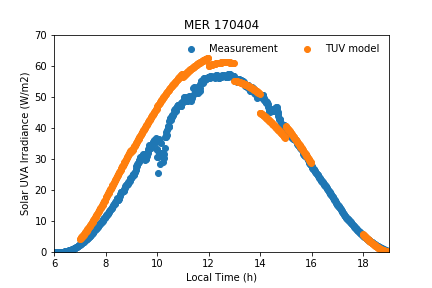 MER 170404
Measurement
TUV model
Solar UVA Irradiance (W/m2)
70
60
50
40
30
20
10
0
6 8 10 12 14 16 18
Local Time (h)